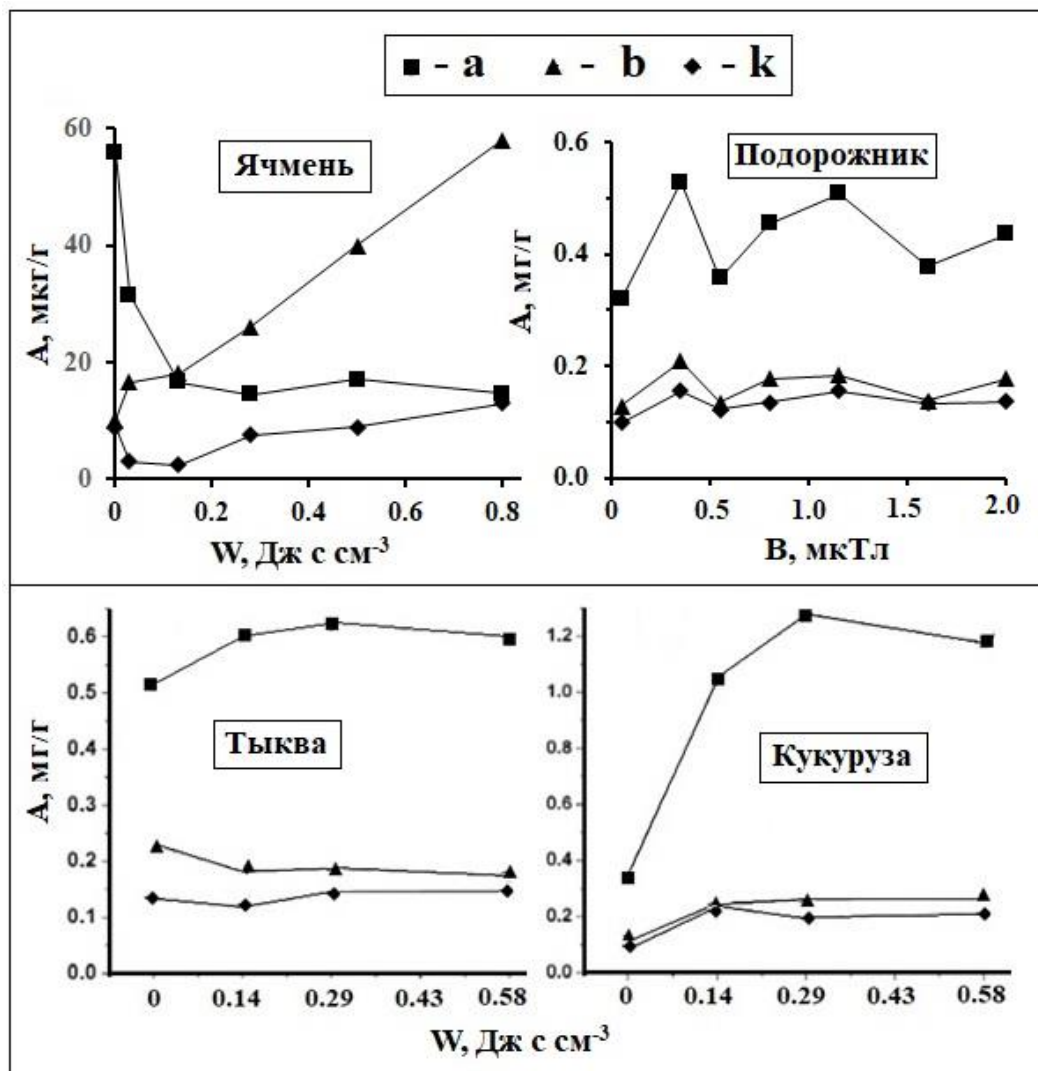 ■ - a ▲ - b ◆ - k
Ячмень
A, мкг/г
60
40
20
0
0 0.2 0.4 0.6 0.8
W, Дж с см⁻³
Подорожник
A, мг/г
0.6
0.4
0.2
0.0
0 0.5 1.0 1.5 2.0
B, мкТл
Тыква
A, мг/г
0.6
0.5
0.4
0.3
0.2
0.1
0.0
0 0.14 0.29 0.43 0.58
Кукуруза
1.2
1.0
0.8
0.6
0.4
0.2
0.0
0 0.14 0.29 0.43 0.58
W, Дж с см⁻³